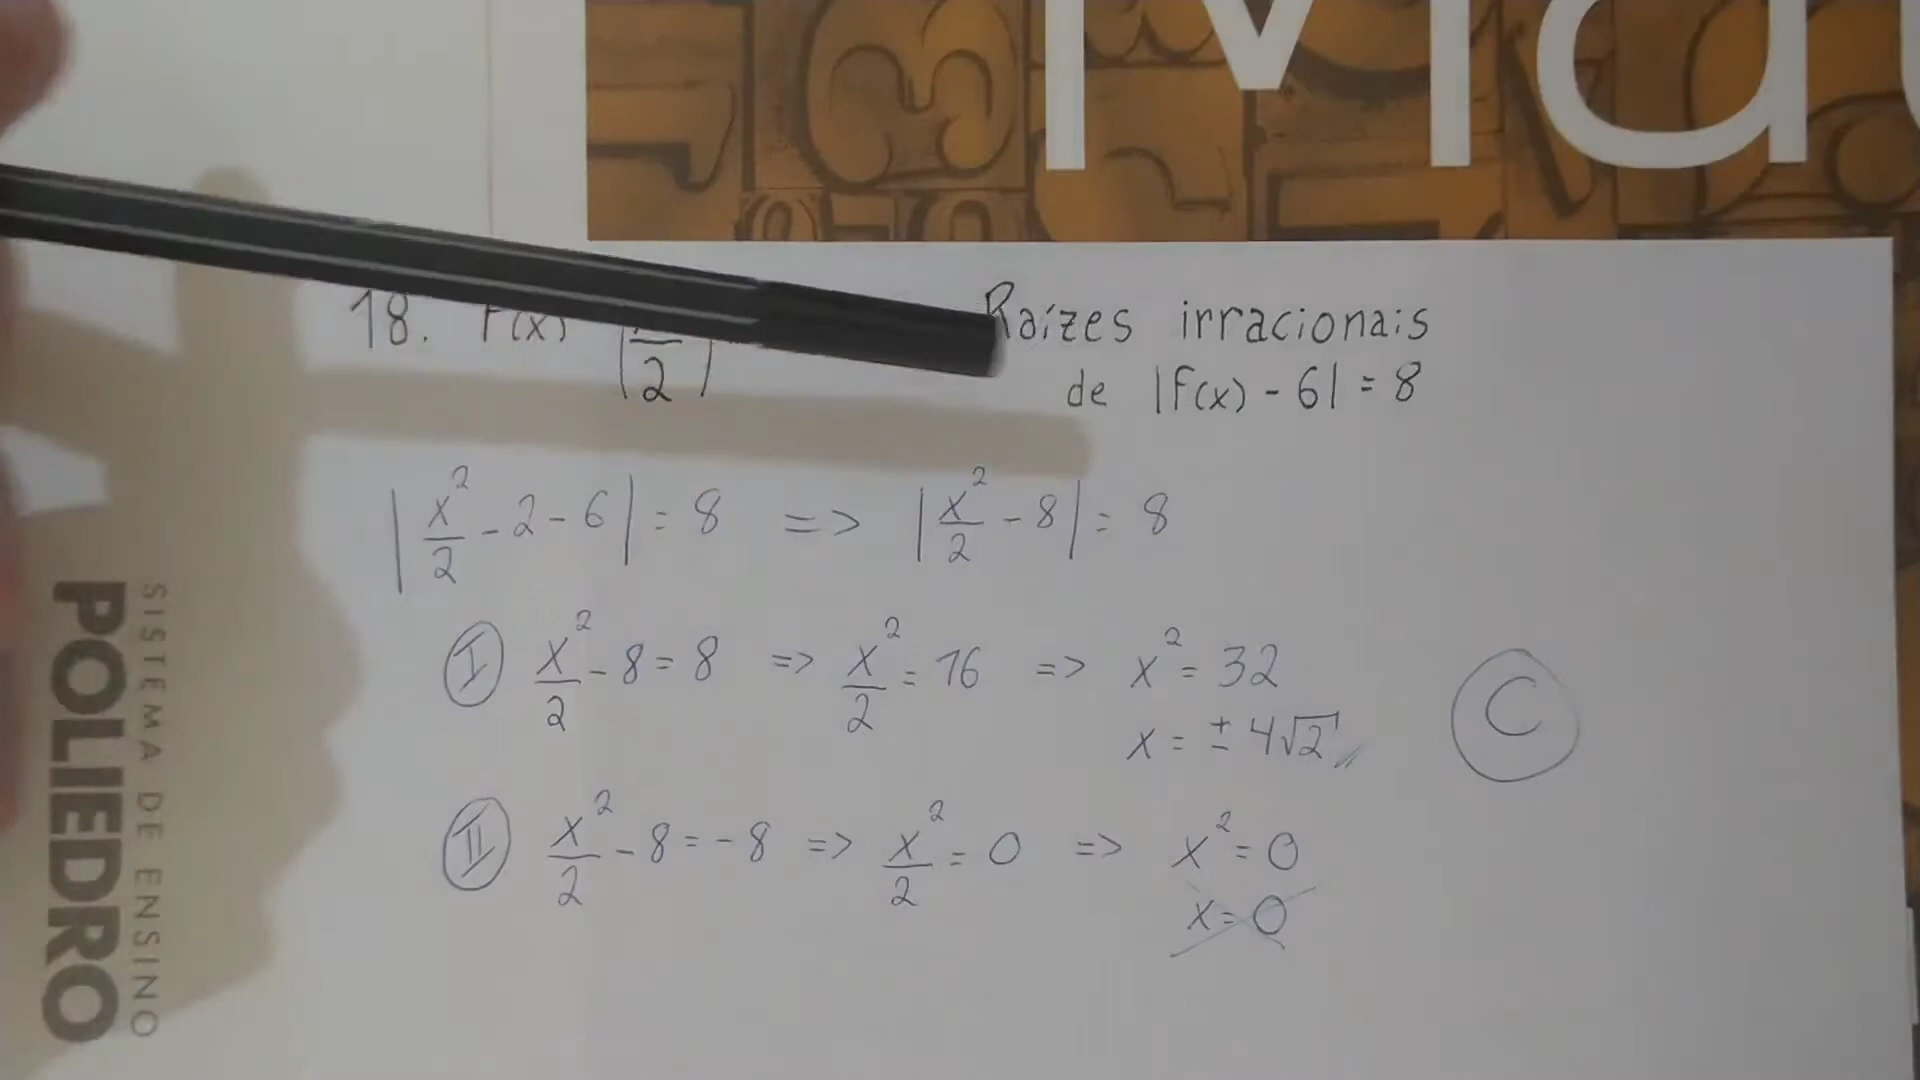 18. F(x)
2
Raízes irracionais
de |F(x) - 6| = 8
|x²/2 - 2 - 6| = 8 => |x²/2 - 8| = 8
I x²/2 - 8 = 8 => x²/2 = 16 => x² = 32
x = ± 4√2
C
II x²/2 - 8 = -8 => x²/2 = 0 => x² = 0
x = 0
SISTEMA DE ENSINO
POLIEDRO